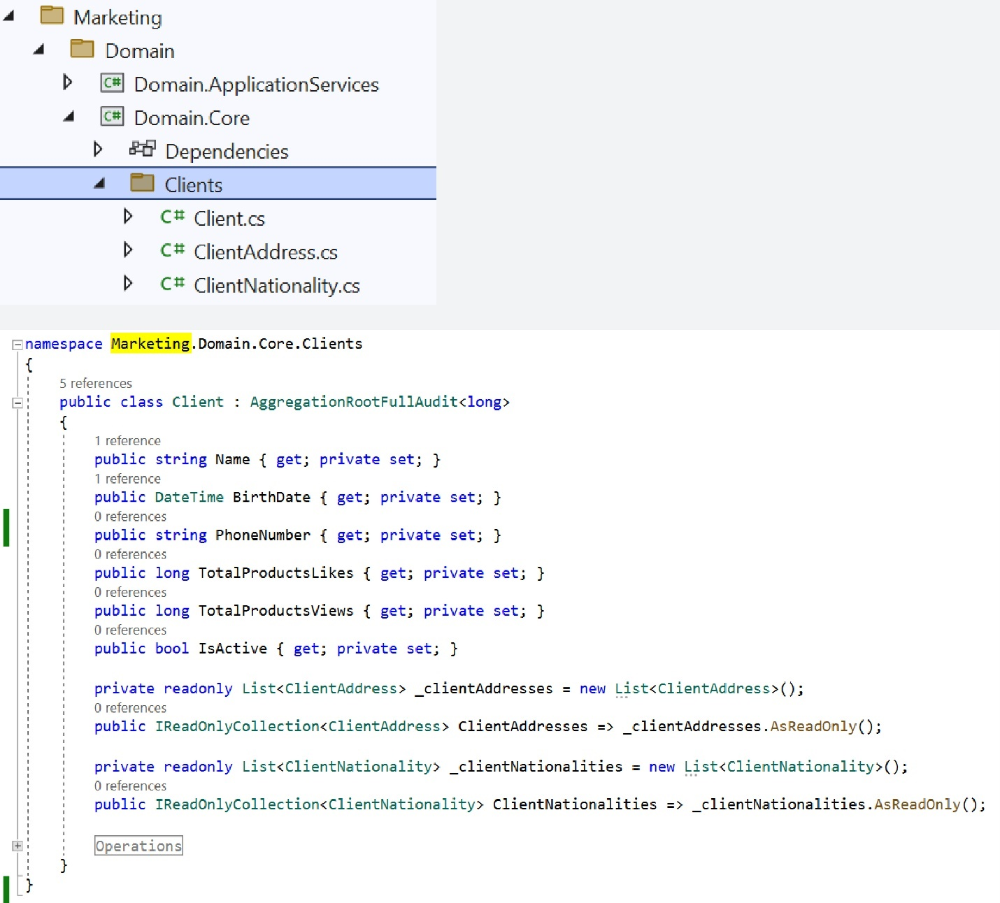 Marketing
Domain
C# Domain.ApplicationServices
C# Domain.Core
Dependencies
Clients
C# Client.cs
C# ClientAddress.cs
C# ClientNationality.cs
namespace Marketing.Domain.Core.Clients
{
5 references
public class Client : AggregationRootFullAudit<long>
{
1 reference
public string Name { get; private set; }
1 reference
public DateTime BirthDate { get; private set; }
0 references
public string PhoneNumber { get; private set; }
0 references
public long TotalProductsLikes { get; private set; }
0 references
public long TotalProductsViews { get; private set; }
0 references
public bool IsActive { get; private set; }
private readonly List<ClientAddress> _clientAddresses = new List<ClientAddress>();
0 references
public IReadOnlyCollection<ClientAddress> ClientAddresses => _clientAddresses.AsReadOnly();
private readonly List<ClientNationality> _clientNationalities = new List<ClientNationality>();
0 references
public IReadOnlyCollection<ClientNationality> ClientNationalities => _clientNationalities.AsReadOnly();
Operations
}
}